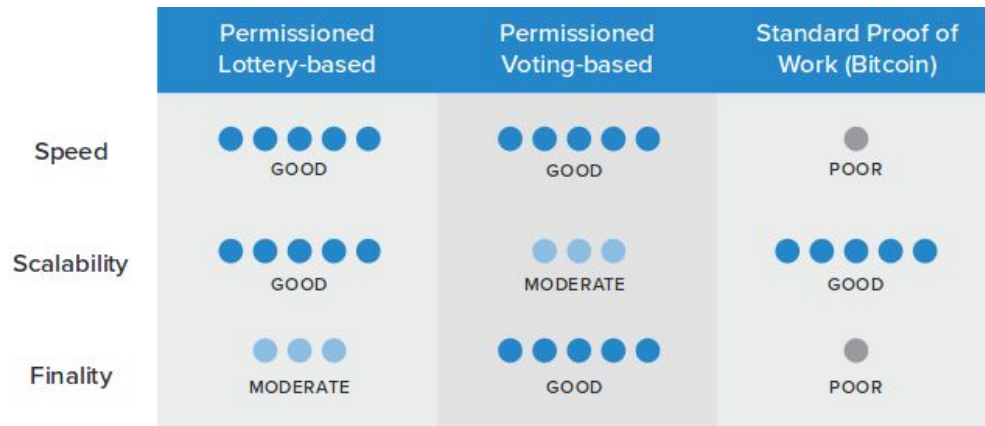 Permissioned
Lottery-based
Permissioned
Voting-based
Standard Proof of
Work (Bitcoin)
Speed
GOOD
GOOD
POOR
Scalability
GOOD
MODERATE
GOOD
Finality
MODERATE
GOOD
POOR